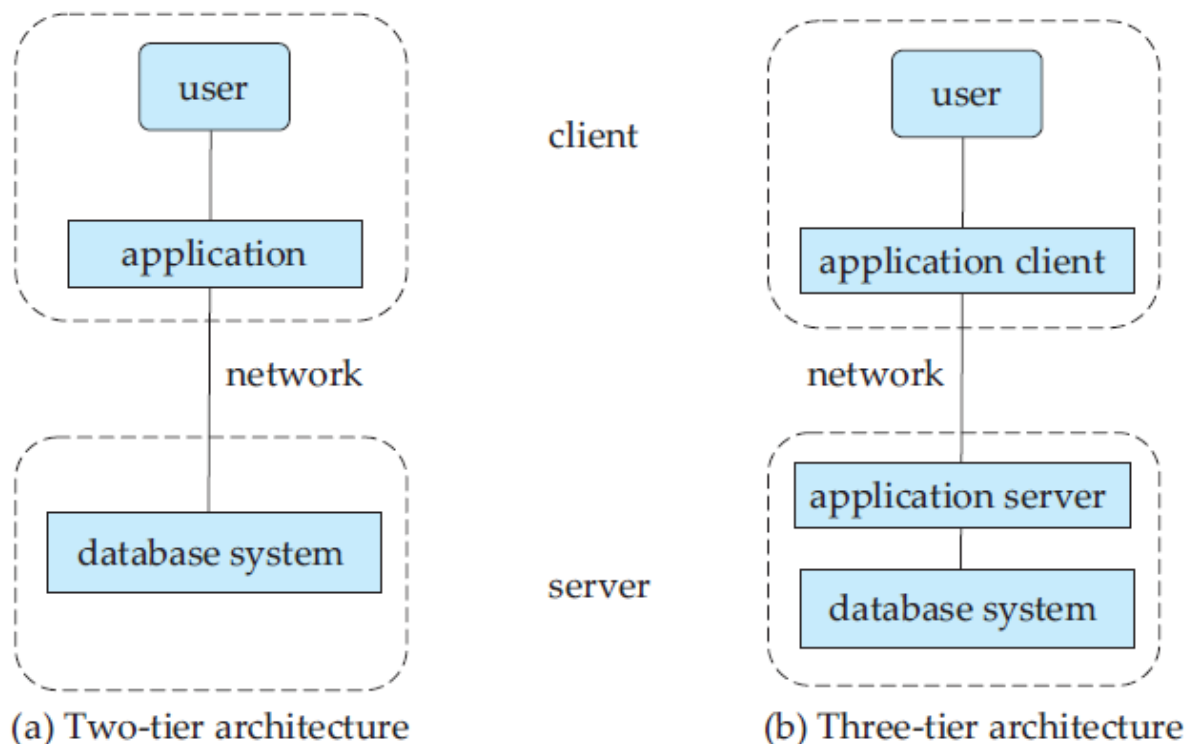 user
application
network
database system
(a) Two-tier architecture
client
server
user
application client
network
application server
database system
(b) Three-tier architecture